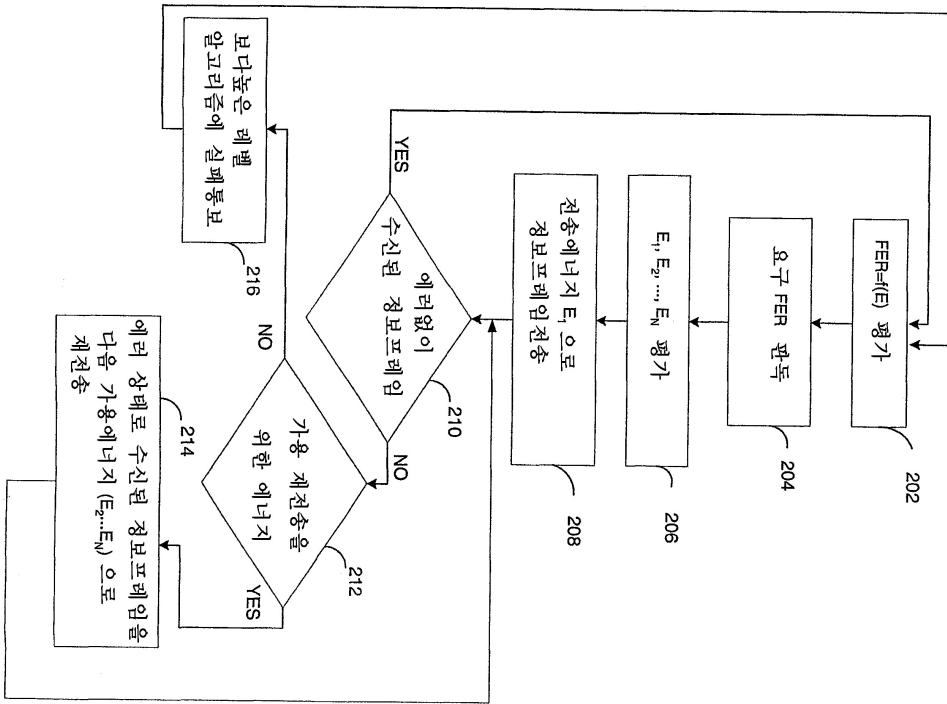 FER=f(E) 평가
202
요구 FER 판독
204
E₁, E₂, ..., E_N 평가
206
전송에너지 E₁ 으로
정보프레임전송
208
에러없이
수신된 정보프레임
210
YES
NO
가용 재전송을
위한 에너지
212
NO
YES
보다높은 레벨
알고리즘에 실패통보
216
에러 상태로 수신된 정보프레임을
다음 가용에너지 (E₂...E_N) 으로
재전송
214